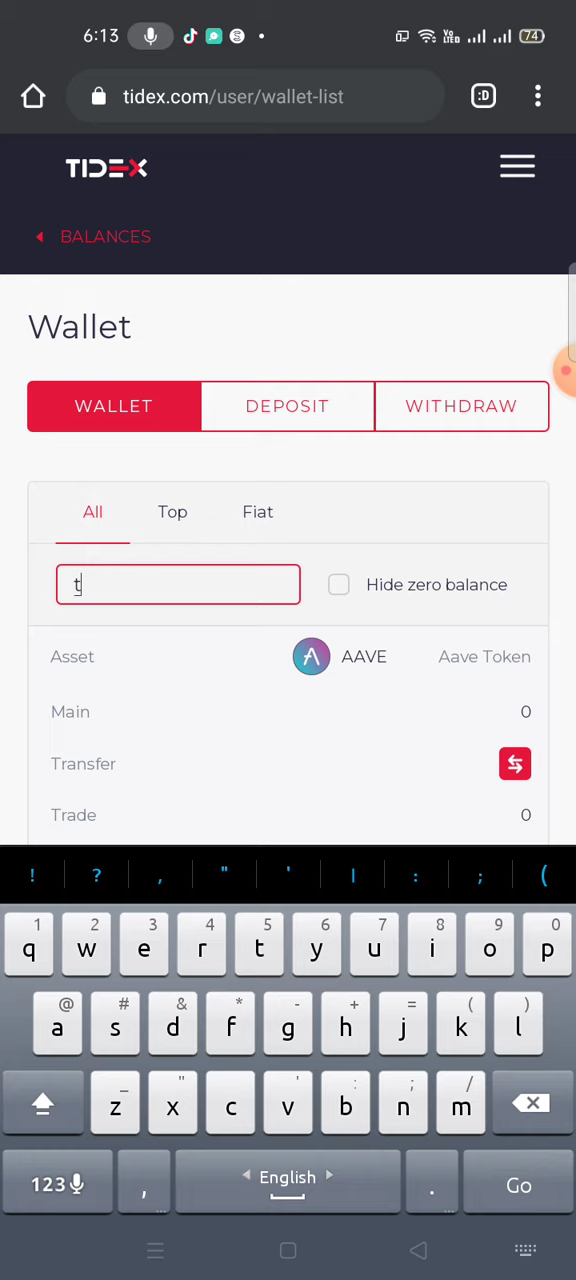 6:13 Vo LTE 74
tidex.com/user/wallet-list :D
TIDEX
BALANCES
Wallet
WALLET DEPOSIT WITHDRAW
All Top Fiat
t Hide zero balance
Asset AAVE Aave Token
Main 0
Transfer
Trade 0
! ? , " ' | : ; (
1 2 3 4 5 6 7 8 9 0
q w e r t y u i o p
@ # & * - + = ( )
a s d f g h j k l
_ " ' : ; /
z x c v b n m
123 , English . Go